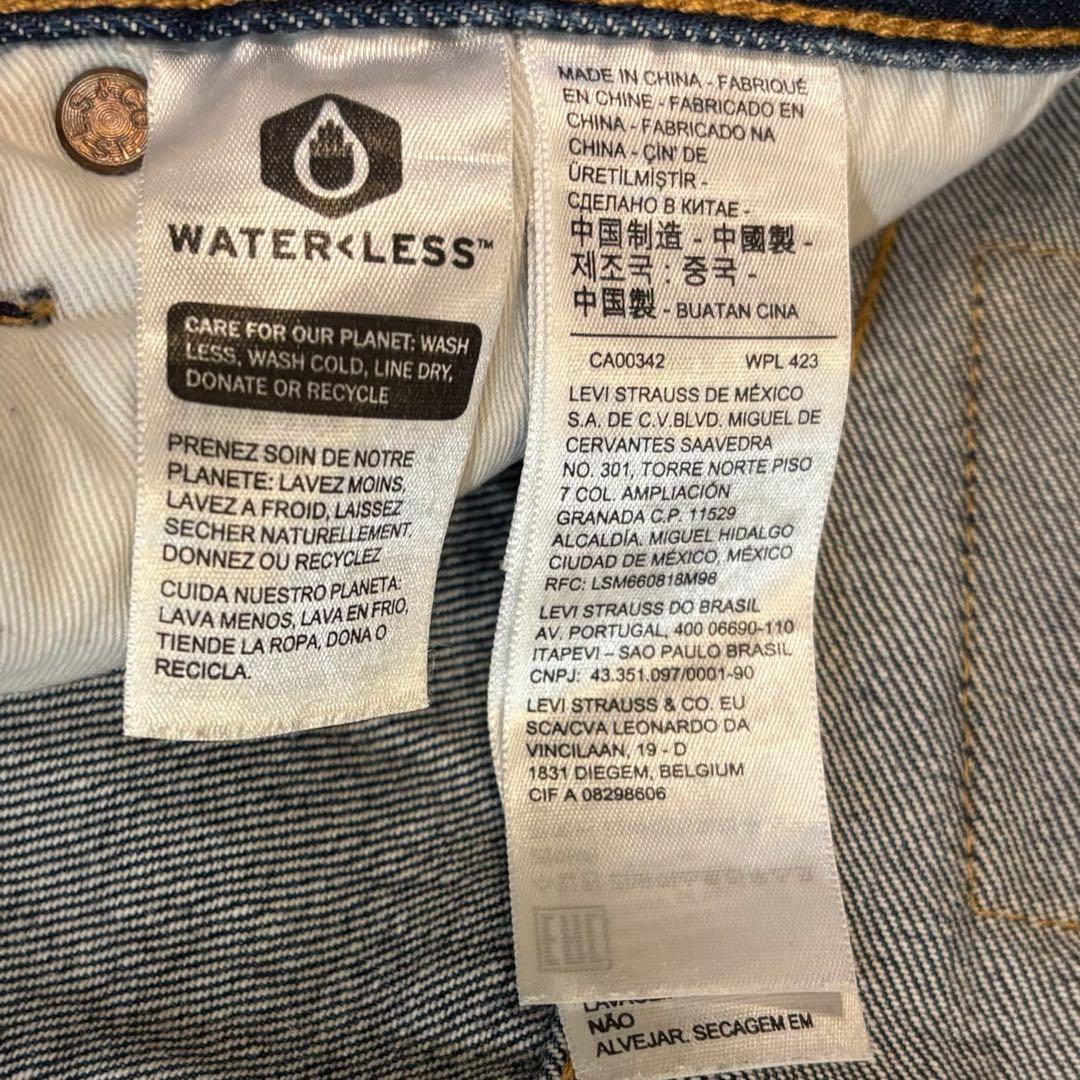 S & CO
WATER<LESS™
CARE FOR OUR PLANET: WASH
LESS, WASH COLD, LINE DRY,
DONATE OR RECYCLE
PRENEZ SOIN DE NOTRE
PLANETE: LAVEZ MOINS,
LAVEZ A FROID, LAISSEZ
SECHER NATURELLEMENT,
DONNEZ OU RECYCLEZ
CUIDA NUESTRO PLANETA:
LAVA MENOS, LAVA EN FRIO,
TIENDE LA ROPA, DONA O
RECICLA.
MADE IN CHINA - FABRIQUÉ
EN CHINE - FABRICADO EN
CHINA - FABRICADO NA
CHINA - ÇİN' DE
ÜRETİLMİŞTİR -
СДЕЛАНО В КИТАЕ -
中国制造 - 中國製 -
제조국 : 중국 -
中国製 - BUATAN CINA
CA00342 WPL 423
LEVI STRAUSS DE MÉXICO
S.A. DE C.V.BLVD. MIGUEL DE
CERVANTES SAAVEDRA
NO. 301, TORRE NORTE PISO
7 COL. AMPLIACIÓN
GRANADA C.P. 11529
ALCALDÍA. MIGUEL HIDALGO
CIUDAD DE MÉXICO, MÉXICO
RFC: LSM660818M98
LEVI STRAUSS DO BRASIL
AV. PORTUGAL, 400 06690-110
ITAPEVI – SAO PAULO BRASIL
CNPJ: 43.351.097/0001-90
LEVI STRAUSS & CO. EU
SCA/CVA LEONARDO DA
VINCILAAN, 19 - D
1831 DIEGEM, BELGIUM
CIF A 08298606
NÃO
ALVEJAR. SECAGEM EM